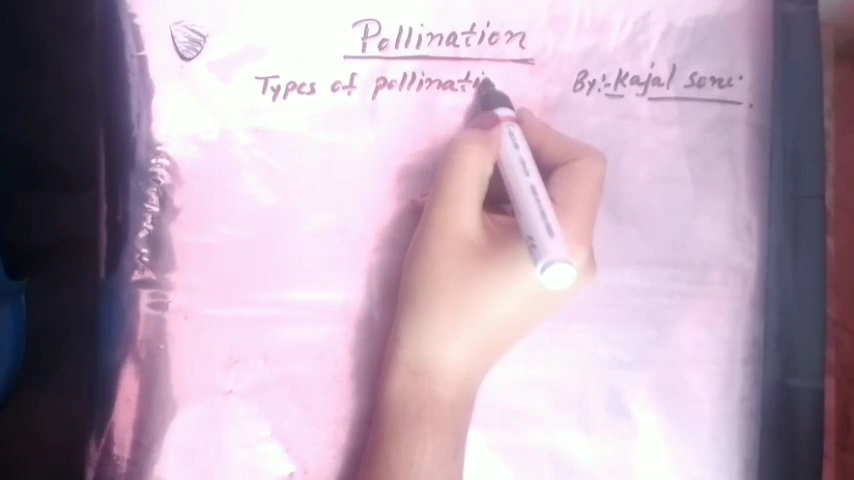 Pollination
Types of pollinati
By:- Kajal Soni.